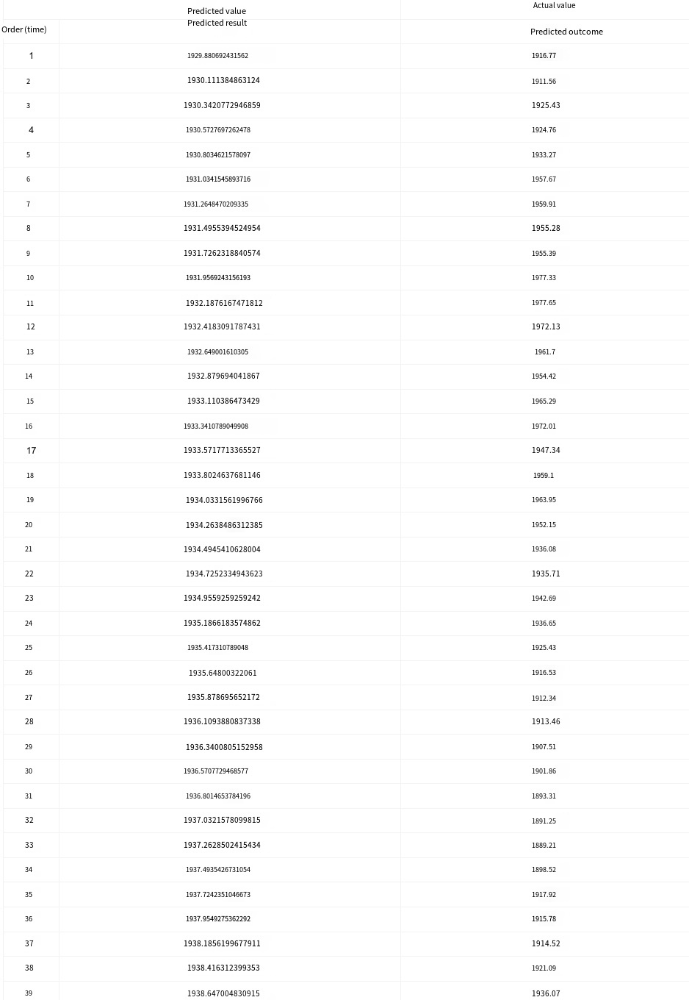 Predicted value
Actual value
Predicted result
Order (time)
Predicted outcome
1 1929.880692431562 1916.77
2 1930.111384863124 1911.56
3 1930.3420772946859 1925.43
4 1930.5727697262478 1924.76
5 1930.8034621578097 1933.27
6 1931.0341545893716 1957.67
7 1931.2648470209335 1959.91
8 1931.4955394524954 1955.28
9 1931.7262318840574 1955.39
10 1931.9569243156193 1977.33
11 1932.1876167471812 1977.65
12 1932.4183091787431 1972.13
13 1932.649001610305 1961.7
14 1932.879694041867 1954.42
15 1933.110386473429 1965.29
16 1933.3410789049908 1972.01
17 1933.5717713365527 1947.34
18 1933.8024637681146 1959.1
19 1934.0331561996766 1963.95
20 1934.2638486312385 1952.15
21 1934.4945410628004 1936.08
22 1934.7252334943623 1935.71
23 1934.9559259259242 1942.69
24 1935.1866183574862 1936.65
25 1935.417310789048 1925.43
26 1935.64800322061 1916.53
27 1935.878695652172 1912.34
28 1936.1093880837338 1913.46
29 1936.3400805152958 1907.51
30 1936.5707729468577 1901.86
31 1936.8014653784196 1893.31
32 1937.0321578099815 1891.25
33 1937.2628502415434 1889.21
34 1937.4935426731054 1898.52
35 1937.7242351046673 1917.92
36 1937.9549275362292 1915.78
37 1938.1856199677911 1914.52
38 1938.416312399353 1921.09
39 1938.647004830915 1936.07